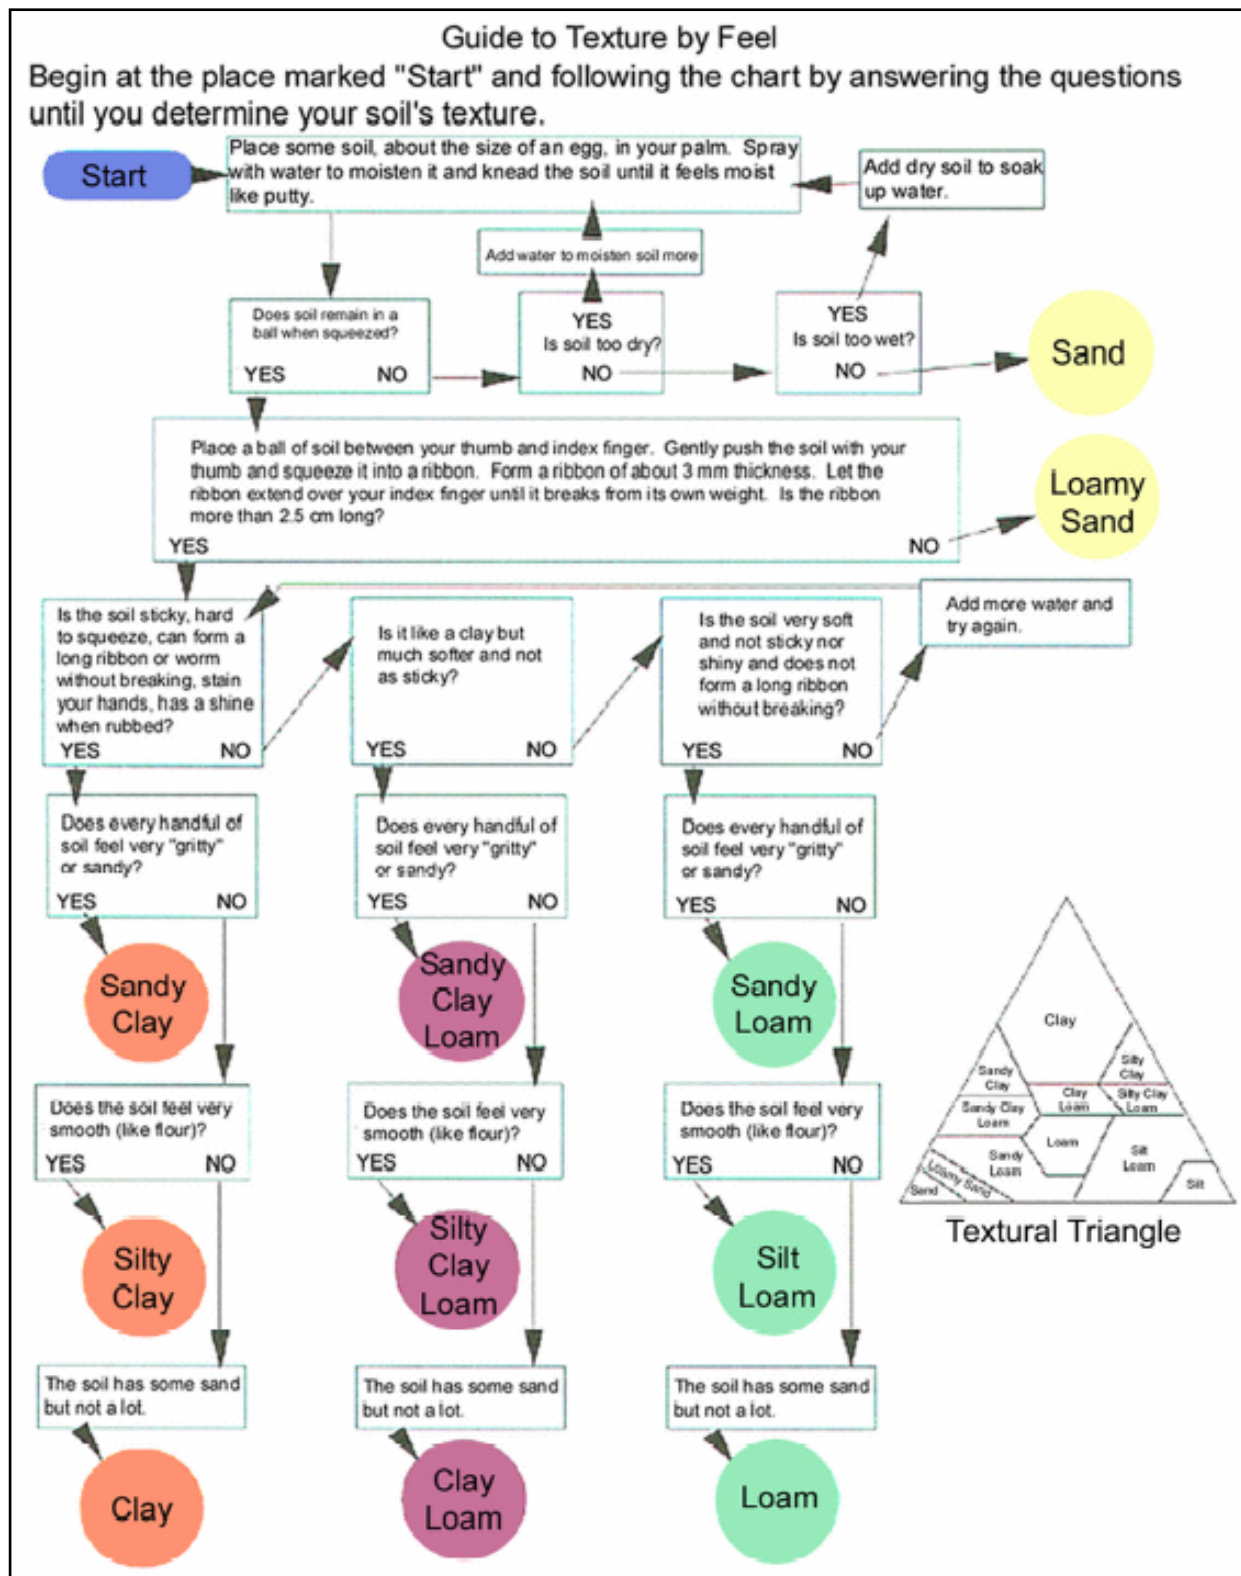 Guide to Texture by Feel
Begin at the place marked "Start" and following the chart by answering the questions
until you determine your soil's texture.
Start
Place some soil, about the size of an egg, in your palm. Spray
with water to moisten it and knead the soil until it feels moist
like putty.
Add dry soil to soak
up water.
Add water to moisten soil more
Does soil remain in a
ball when squeezed?
YES NO
YES
Is soil too dry?
NO
YES
Is soil too wet?
NO
Sand
Place a ball of soil between your thumb and index finger. Gently push the soil with your
thumb and squeeze it into a ribbon. Form a ribbon of about 3 mm thickness. Let the
ribbon extend over your index finger until it breaks from its own weight. Is the ribbon
more than 2.5 cm long?
YES NO
Loamy
Sand
Is the soil sticky, hard
to squeeze, can form a
long ribbon or worm
without breaking, stain
your hands, has a shine
when rubbed?
YES NO
Is it like a clay but
much softer and not
as sticky?
YES NO
Is the soil very soft
and not sticky nor
shiny and does not
form a long ribbon
without breaking?
YES NO
Add more water and
try again.
Does every handful of
soil feel very "gritty"
or sandy?
YES NO
Does every handful of
soil feel very "gritty"
or sandy?
YES NO
Does every handful of
soil feel very "gritty"
or sandy?
YES NO
Sandy
Clay
Sandy
Clay
Loam
Sandy
Loam
Does the soil feel very
smooth (like flour)?
YES NO
Does the soil feel very
smooth (like flour)?
YES NO
Does the soil feel very
smooth (like flour)?
YES NO
Silty
Clay
Silty
Clay
Loam
Silt
Loam
The soil has some sand
but not a lot.
The soil has some sand
but not a lot.
The soil has some sand
but not a lot.
Clay
Clay
Loam
Loam
Clay
Sandy
Clay
Silty
Clay
Clay
Loam
Silty Clay
Loam
Sandy Clay
Loam
Loam
Sandy
Loam
Silt
Loam
Loamy Sand
Sand
Silt
Textural Triangle